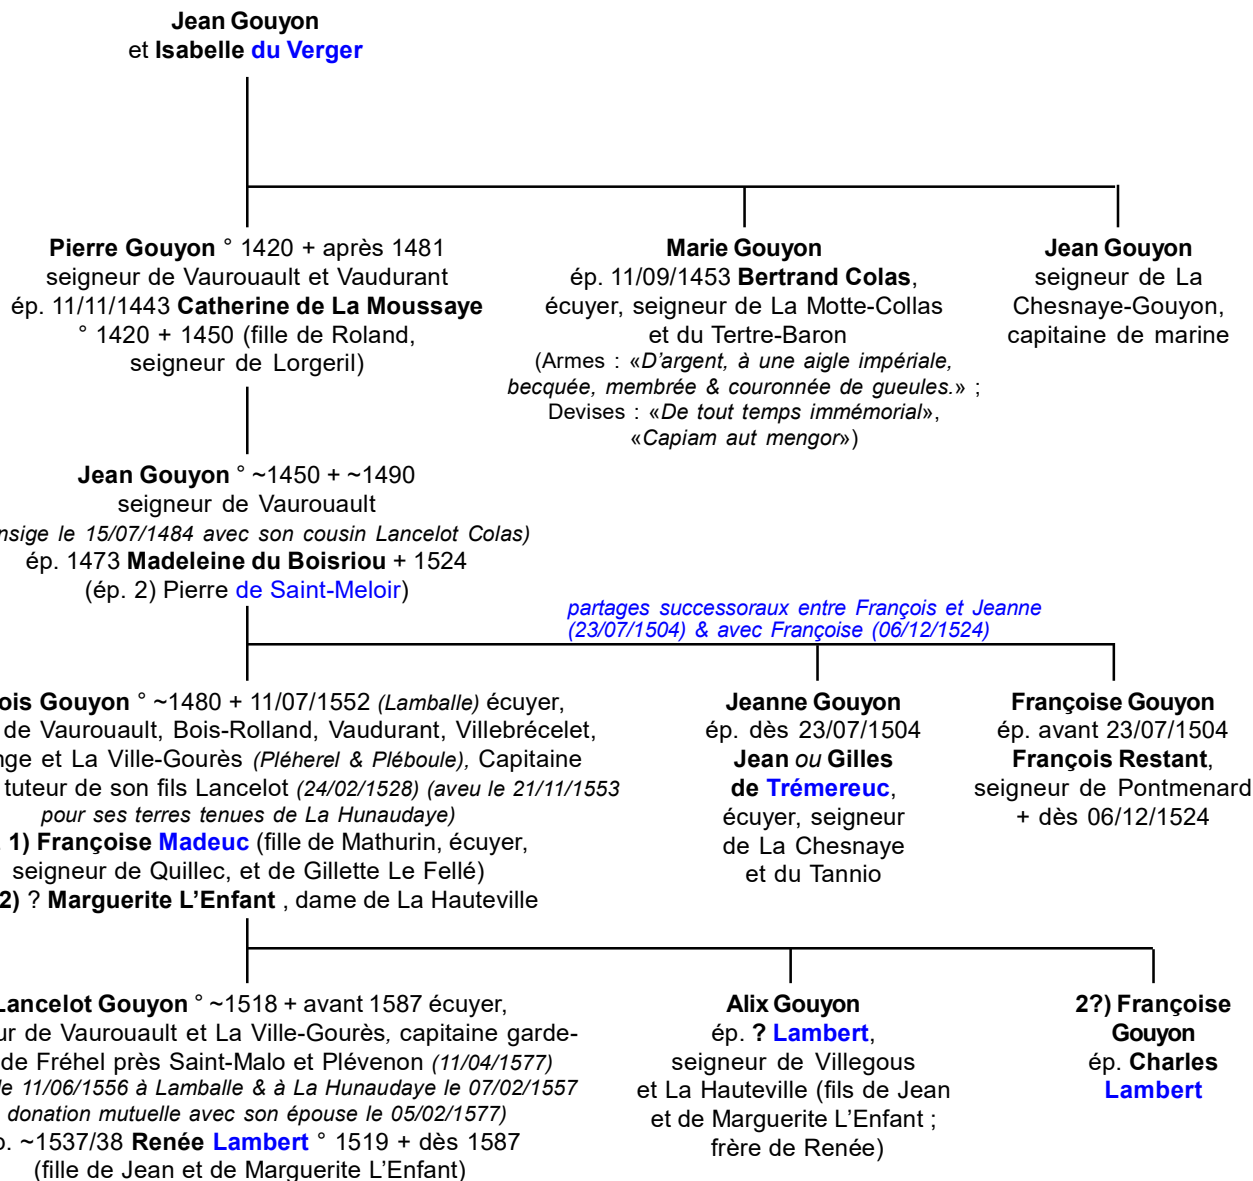 Jean Gouyon
et Isabelle du Verger
Pierre Gouyon ° 1420 + après 1481
seigneur de Vaurouault et Vaudurant
ép. 11/11/1443 Catherine de La Moussaye
° 1420 + 1450 (fille de Roland,
seigneur de Lorgeril)
Marie Gouyon
ép. 11/09/1453 Bertrand Colas,
écuyer, seigneur de La Motte-Collas
et du Tertre-Baron
(Armes : «D’argent, à une aigle impériale,
becquée, membrée & couronnée de gueules.» ;
Devises : «De tout temps immémorial»,
«Capiam aut mengor»)
Jean Gouyon
seigneur de La
Chesnaye-Gouyon,
capitaine de marine
Jean Gouyon ° ~1450 + ~1490
seigneur de Vaurouault
nsige le 15/07/1484 avec son cousin Lancelot Colas)
ép. 1473 Madeleine du Boisriou + 1524
(ép. 2) Pierre de Saint-Meloir)
partages successoraux entre François et Jeanne
(23/07/1504) & avec Françoise (06/12/1524)
ois Gouyon ° ~1480 + 11/07/1552 (Lamballe) écuyer,
de Vaurouault, Bois-Rolland, Vaudurant, Villebrécelet,
nge et La Ville-Gourès (Pléherel & Pléboule), Capitaine
tuteur de son fils Lancelot (24/02/1528) (aveu le 21/11/1553
pour ses terres tenues de La Hunaudaye)
1) Françoise Madeuc (fille de Mathurin, écuyer,
seigneur de Quillec, et de Gillette Le Fellé)
2) ? Marguerite L’Enfant , dame de La Hauteville
Jeanne Gouyon
ép. dès 23/07/1504
Jean ou Gilles
de Trémereuc,
écuyer, seigneur
de La Chesnaye
et du Tannio
Françoise Gouyon
ép. avant 23/07/1504
François Restant,
seigneur de Pontmenard
+ dès 06/12/1524
Lancelot Gouyon ° ~1518 + avant 1587 écuyer,
ur de Vaurouault et La Ville-Gourès, capitaine garde-
de Fréhel près Saint-Malo et Plévenon (11/04/1577)
le 11/06/1556 à Lamballe & à La Hunaudaye le 07/02/1557
donation mutuelle avec son épouse le 05/02/1577)
. ~1537/38 Renée Lambert ° 1519 + dès 1587
(fille de Jean et de Marguerite L’Enfant)
Alix Gouyon
ép. ? Lambert,
seigneur de Villegous
et La Hauteville (fils de Jean
et de Marguerite L’Enfant ;
frère de Renée)
2?) Françoise
Gouyon
ép. Charles
Lambert